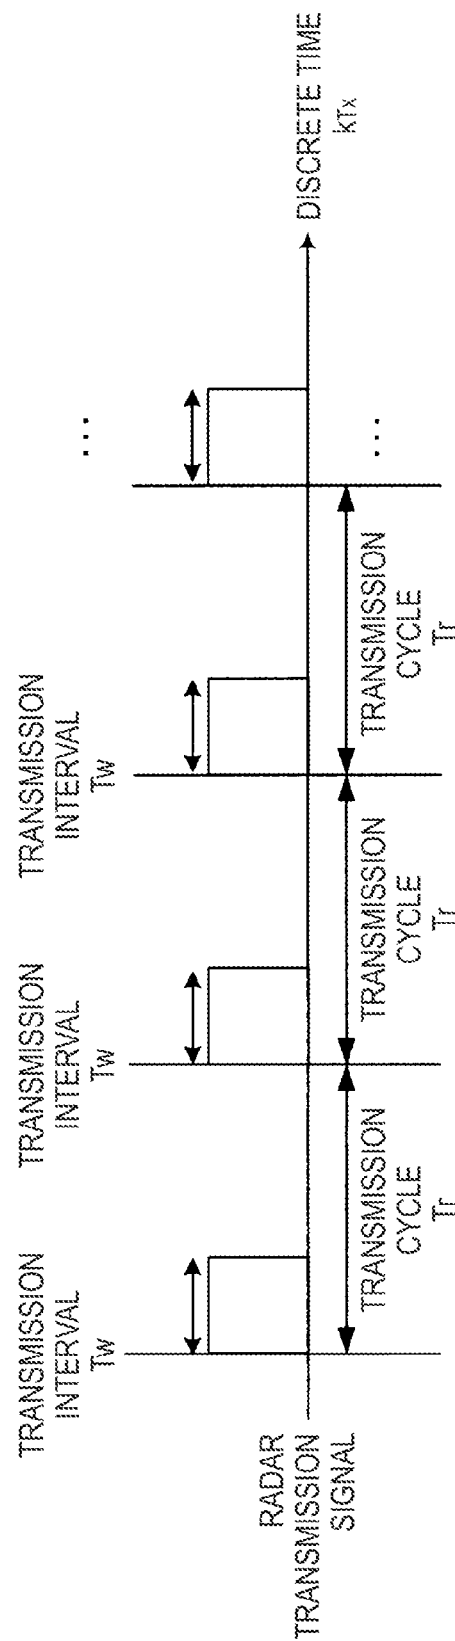 TRANSMISSION
INTERVAL
Tw
TRANSMISSION
INTERVAL
Tw
TRANSMISSION
INTERVAL
Tw
...
RADAR
TRANSMISSION
SIGNAL
DISCRETE TIME
kTx
TRANSMISSION
CYCLE
Tr
TRANSMISSION
CYCLE
Tr
TRANSMISSION
CYCLE
Tr
...